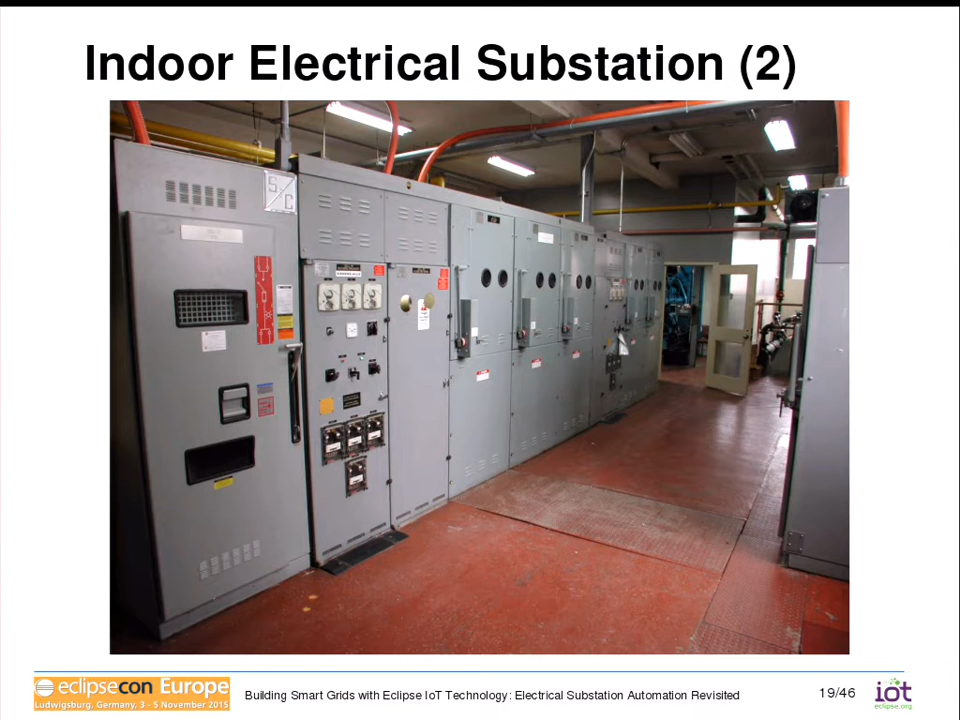 Indoor Electrical Substation (2)
S&C
eclipsecon Europe
Ludwigsburg, Germany, 3 - 5 November 2015
Building Smart Grids with Eclipse IoT Technology: Electrical Substation Automation Revisited
19/46
iot
eclipse.org